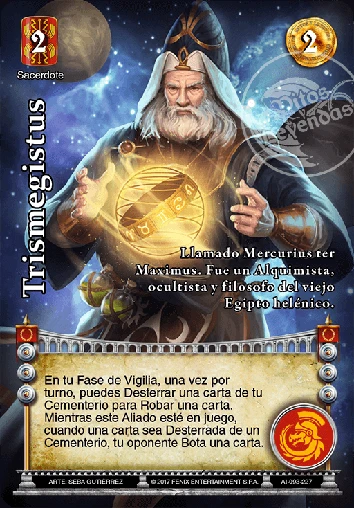 2
Sacerdote
2
Mitos
Leyendas
Trismegistus
Llamado Mercurius ter
Maximus. Fue un Alquimista,
ocultista y filosofo del viejo
Egipto helénico.
En tu Fase de Vigilia, una vez por
turno, puedes Desterrar una carta de tu
Cementerio para Robar una carta.
Mientras este Aliado esté en juego,
cuando una carta sea Desterrada de un
Cementerio, tu oponente Bota una carta.
ARTE: SEBA GUTIÉRREZ
© 2017 FENIX ENTERTAINMENT S.P.A.